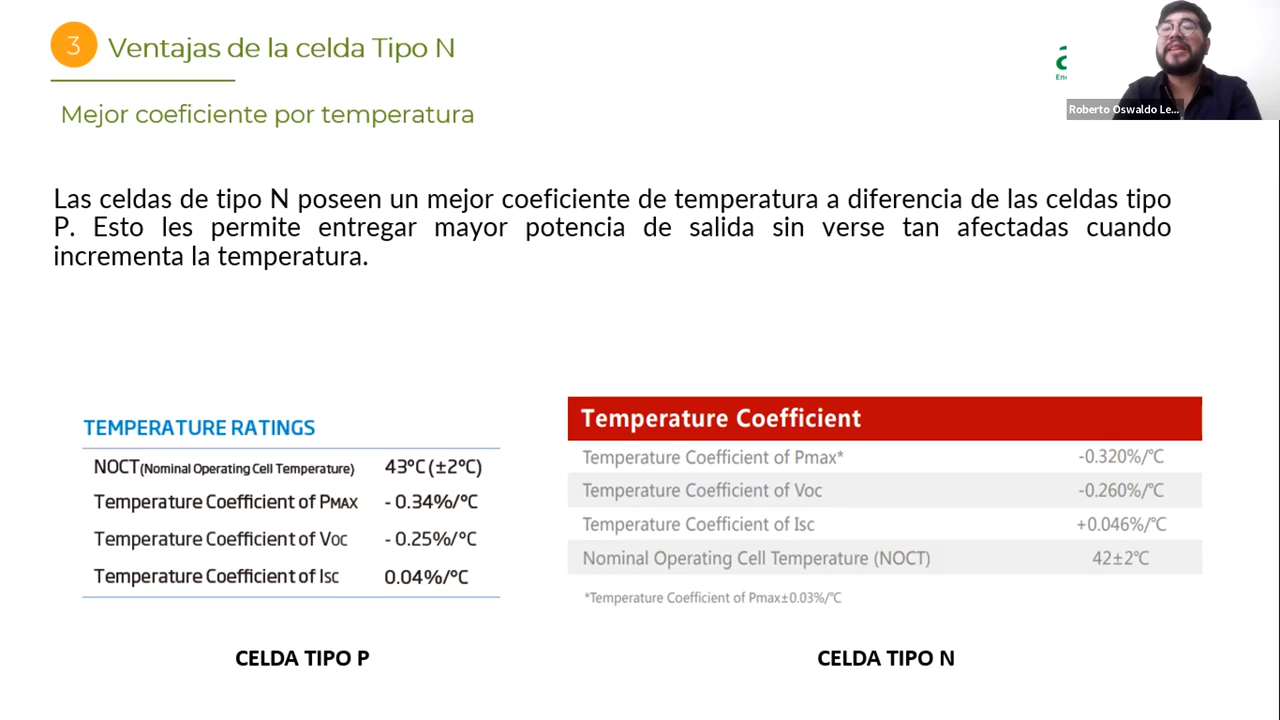 3 Ventajas de la celda Tipo N
Mejor coeficiente por temperatura
Roberto Oswaldo Le...
Las celdas de tipo N poseen un mejor coeficiente de temperatura a diferencia de las celdas tipo
P. Esto les permite entregar mayor potencia de salida sin verse tan afectadas cuando
incrementa la temperatura.
TEMPERATURE RATINGS
NOCT(Nominal Operating Cell Temperature) 43°C (±2°C)
Temperature Coefficient of PMAX - 0.34%/°C
Temperature Coefficient of VOC - 0.25%/°C
Temperature Coefficient of ISC 0.04%/°C
CELDA TIPO P
Temperature Coefficient
Temperature Coefficient of Pmax* -0.320%/°C
Temperature Coefficient of Voc -0.260%/°C
Temperature Coefficient of Isc +0.046%/°C
Nominal Operating Cell Temperature (NOCT) 42±2°C
*Temperature Coefficient of Pmax±0.03%/°C
CELDA TIPO N